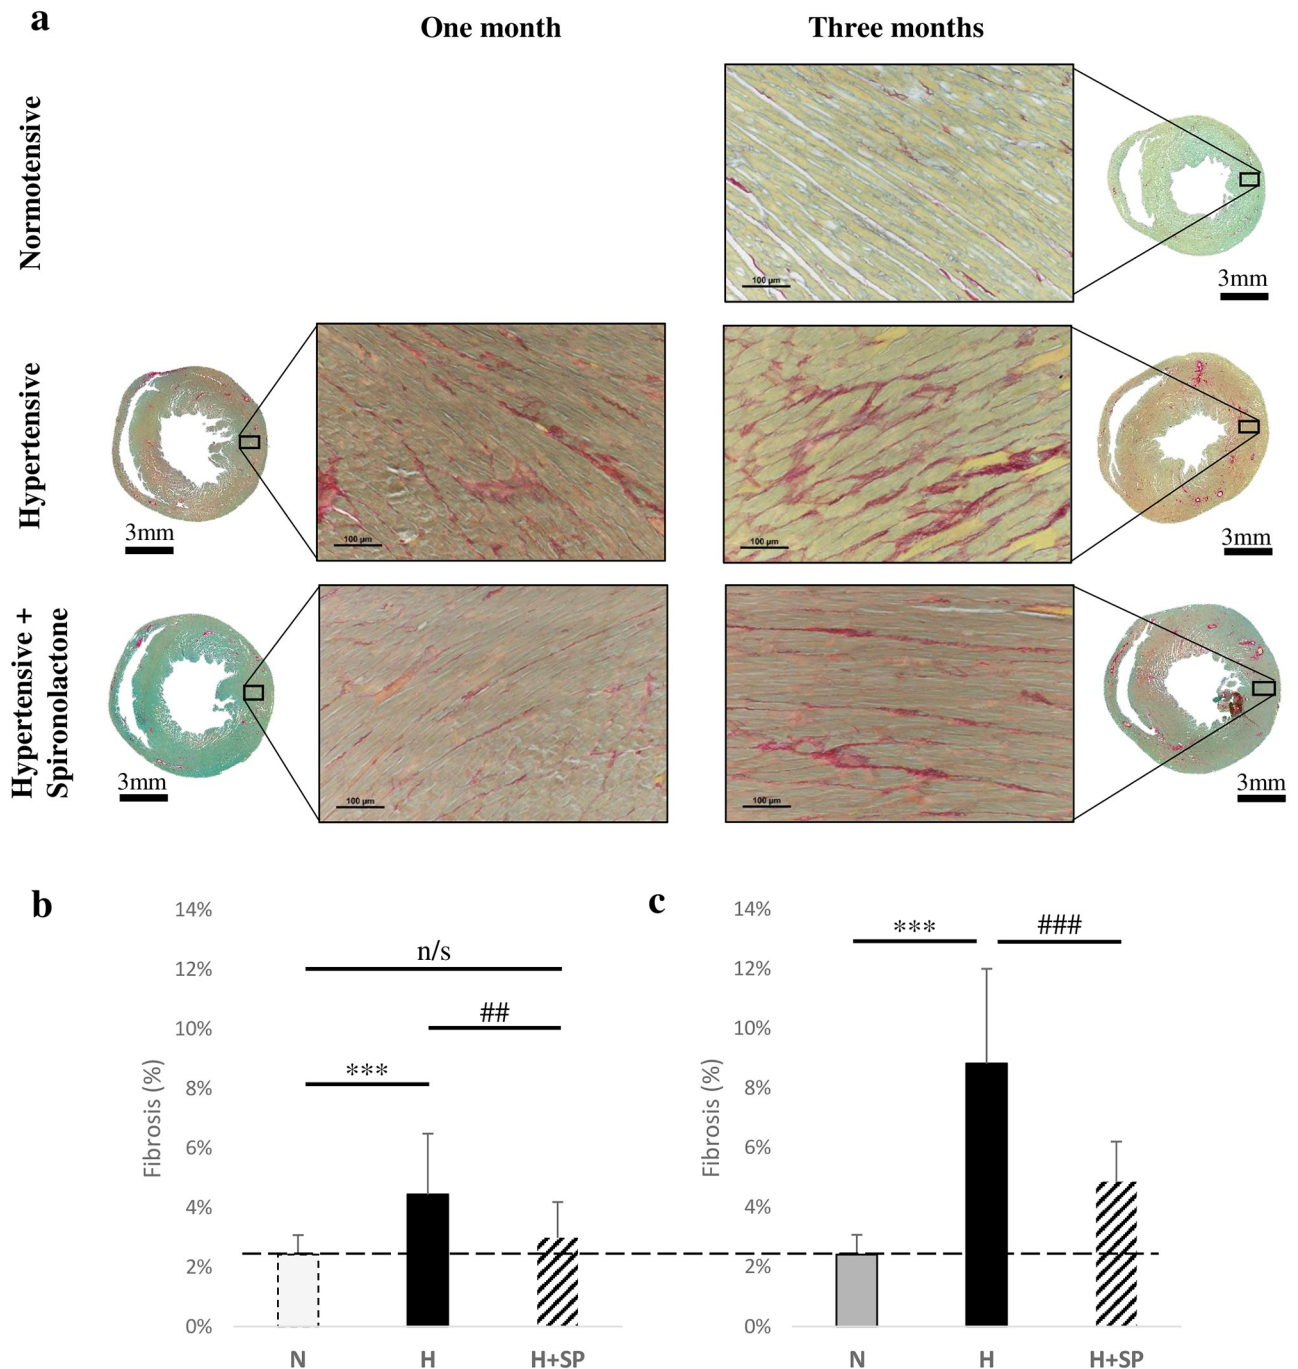 a
One month
Three months
Normotensive
100 µm
3mm
Hypertensive
3mm
100 µm
100 µm
3mm
Hypertensive +
Spironolactone
3mm
100 µm
100 µm
3mm
b
Fibrosis (%)
14%
12%
10%
8%
6%
4%
2%
0%
n/s
##
***
N
H
H+SP
c
Fibrosis (%)
14%
12%
10%
8%
6%
4%
2%
0%
***
###
N
H
H+SP